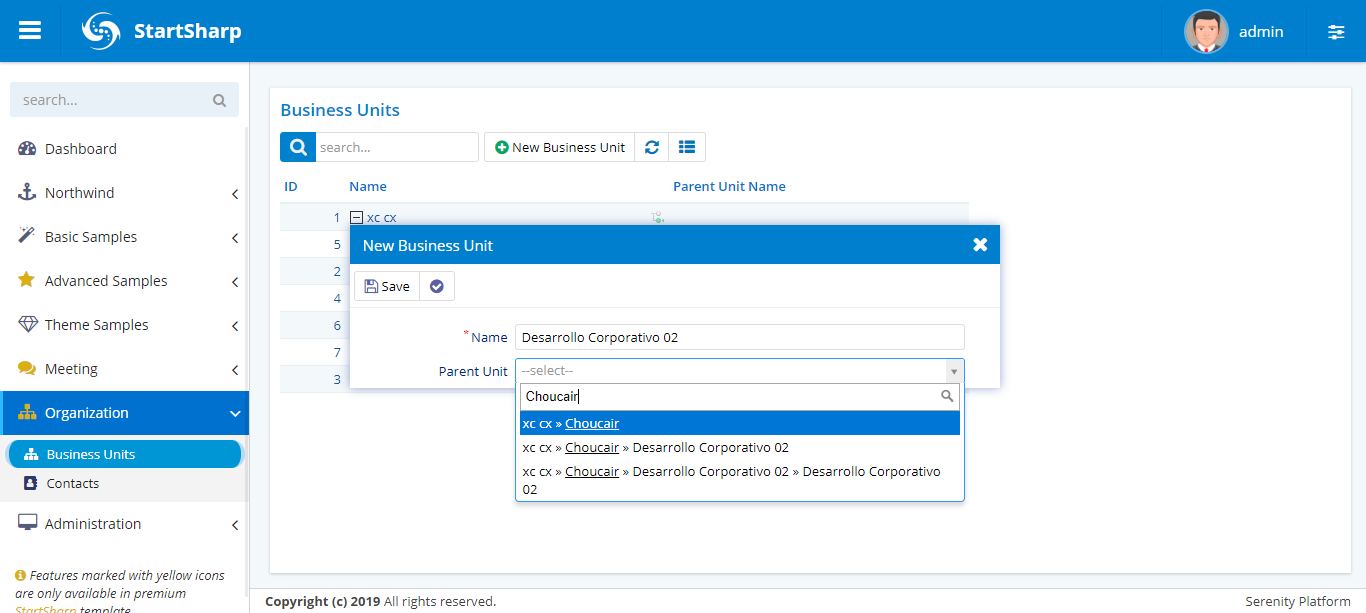 StartSharp
admin
search...
Dashboard
Northwind
Basic Samples
Advanced Samples
Theme Samples
Meeting
Organization
Business Units
Contacts
Administration
Features marked with yellow icons
are only available in premium
StartSharp template.
Business Units
search...
New Business Unit
ID Name Parent Unit Name
1 xc cx
5
2
4
6
7
3
New Business Unit
Save
* Name Desarrollo Corporativo 02
Parent Unit --select--
Choucair
xc cx » Choucair
xc cx » Choucair » Desarrollo Corporativo 02
xc cx » Choucair » Desarrollo Corporativo 02 » Desarrollo Corporativo
02
Copyright (c) 2019 All rights reserved.
Serenity Platform